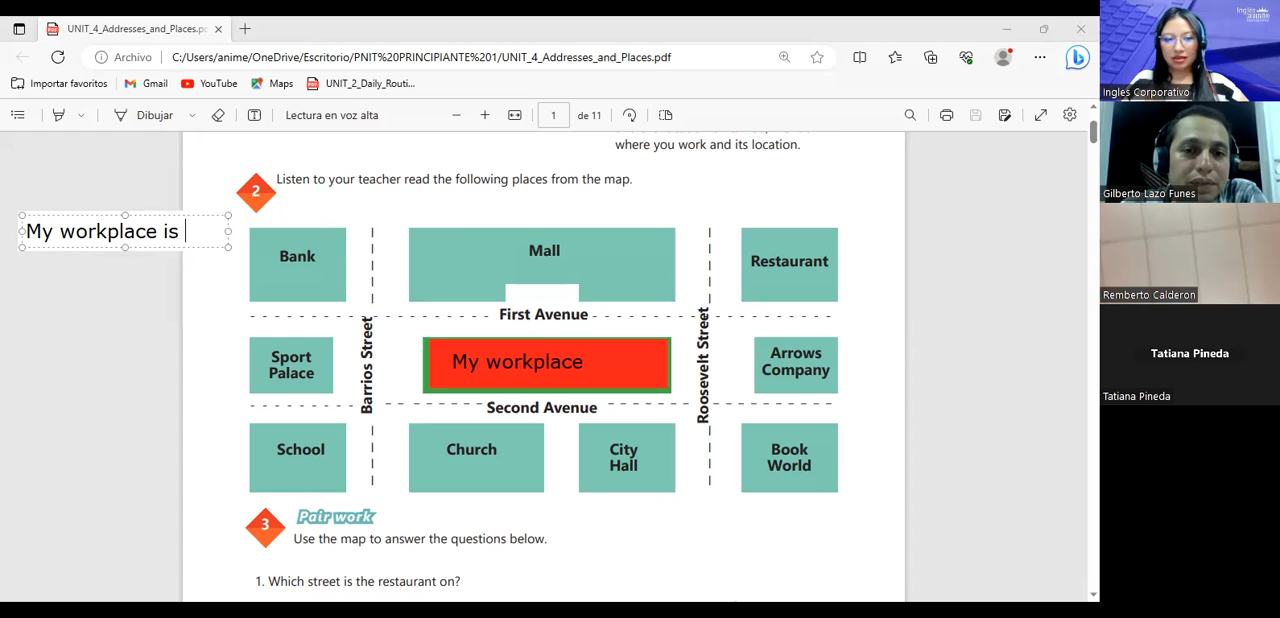 UNIT_4_Addresses_and_Places.pd
Archivo
C:/Users/anime/OneDrive/Escritorio/PNIT%20PRINCIPIANTE%201/UNIT_4_Addresses_and_Places.pdf
Importar favoritos
Gmail
YouTube
Maps
UNIT_2_Daily_Routi...
Dibujar
Lectura en voz alta
1
de 11
where you work and its location.
2
Listen to your teacher read the following places from the map.
My workplace is
Bank
Mall
Restaurant
First Avenue
Sport
Palace
Barrios Street
My workplace
Roosevelt Street
Arrows
Company
Second Avenue
School
Church
City
Hall
Book
World
3
Pair work
Use the map to answer the questions below.
1. Which street is the restaurant on?
Ingles Corporativo
Gilberto Lazo Funes
Remberto Calderon
Tatiana Pineda
Tatiana Pineda